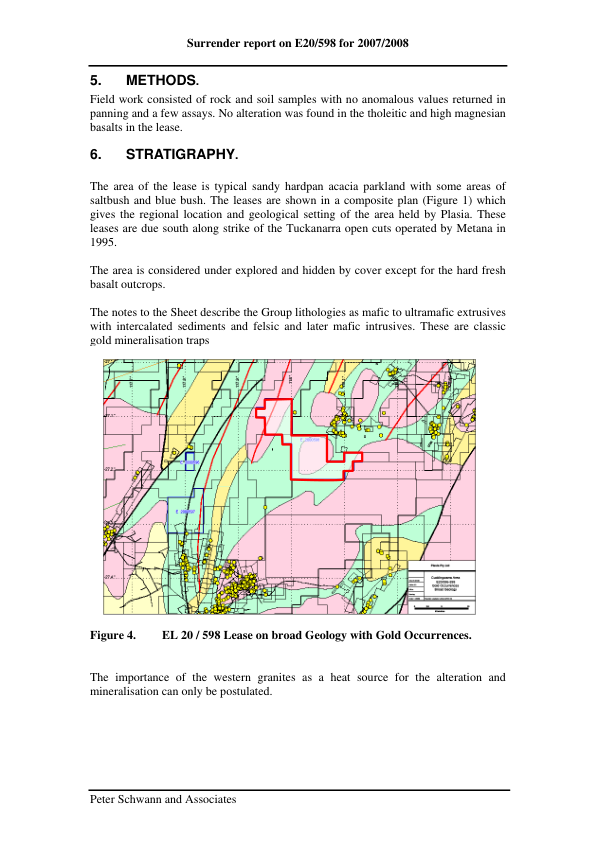 Surrender report on E20/598 for 2007/2008
5. METHODS.
Field work consisted of rock and soil samples with no anomalous values returned in
panning and a few assays. No alteration was found in the tholeitic and high magnesian
basalts in the lease.
6. STRATIGRAPHY.
The area of the lease is typical sandy hardpan acacia parkland with some areas of
saltbush and blue bush. The leases are shown in a composite plan (Figure 1) which
gives the regional location and geological setting of the area held by Plasia. These
leases are due south along strike of the Tuckanarra open cuts operated by Metana in
1995.
The area is considered under explored and hidden by cover except for the hard fresh
basalt outcrops.
The notes to the Sheet describe the Group lithologies as mafic to ultramafic extrusives
with intercalated sediments and felsic and later mafic intrusives. These are classic
gold mineralisation traps
Figure 4. EL 20 / 598 Lease on broad Geology with Gold Occurrences.
The importance of the western granites as a heat source for the alteration and
mineralisation can only be postulated.
Peter Schwann and Associates